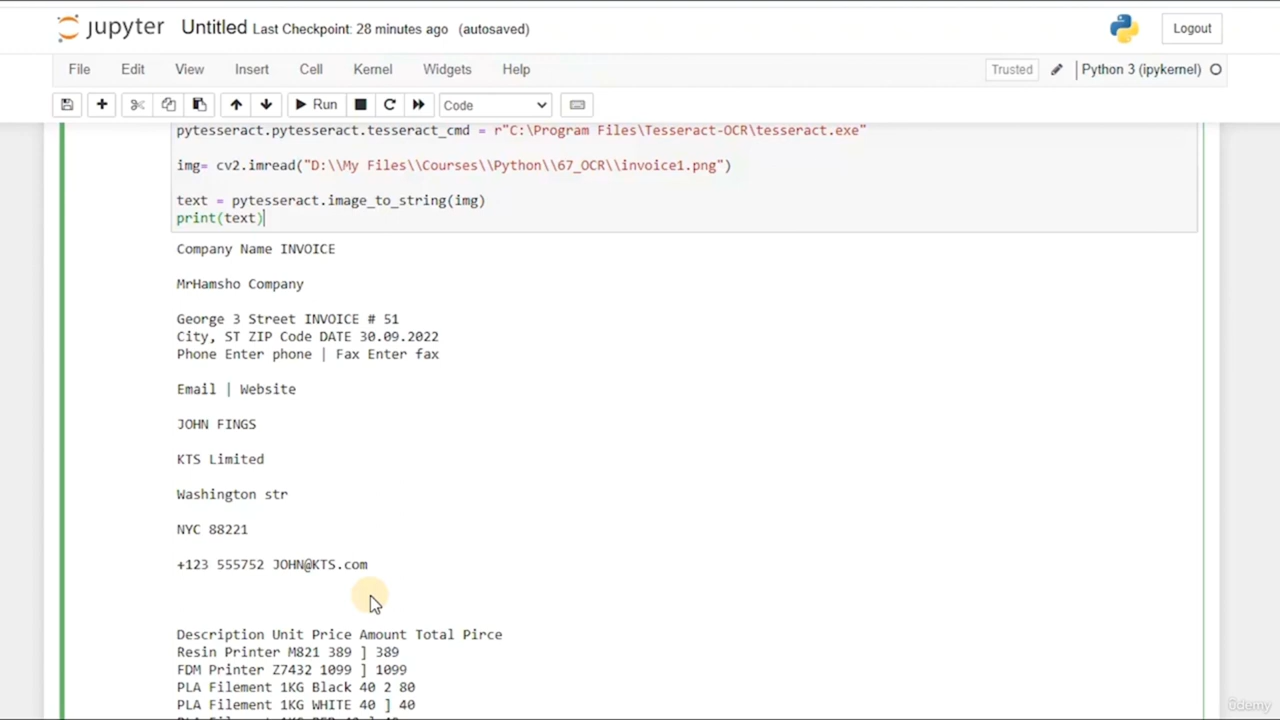 jupyter Untitled Last Checkpoint: 28 minutes ago (autosaved)
Logout
File Edit View Insert Cell Kernel Widgets Help
Trusted Python 3 (ipykernel)
Run Code
pytesseract.pytesseract.tesseract_cmd = r"C:\Program Files\Tesseract-OCR\tesseract.exe"
img= cv2.imread("D:\\My Files\\Courses\\Python\\67_OCR\\invoice1.png")
text = pytesseract.image_to_string(img)
print(text)
Company Name INVOICE
MrHamsho Company
George 3 Street INVOICE # 51
City, ST ZIP Code DATE 30.09.2022
Phone Enter phone | Fax Enter fax
Email | Website
JOHN FINGS
KTS Limited
Washington str
NYC 88221
+123 555752 JOHN@KTS.com
Description Unit Price Amount Total Pirce
Resin Printer M821 389 ] 389
FDM Printer Z7432 1099 ] 1099
PLA Filement 1KG Black 40 2 80
PLA Filement 1KG WHITE 40 ] 40
udemy